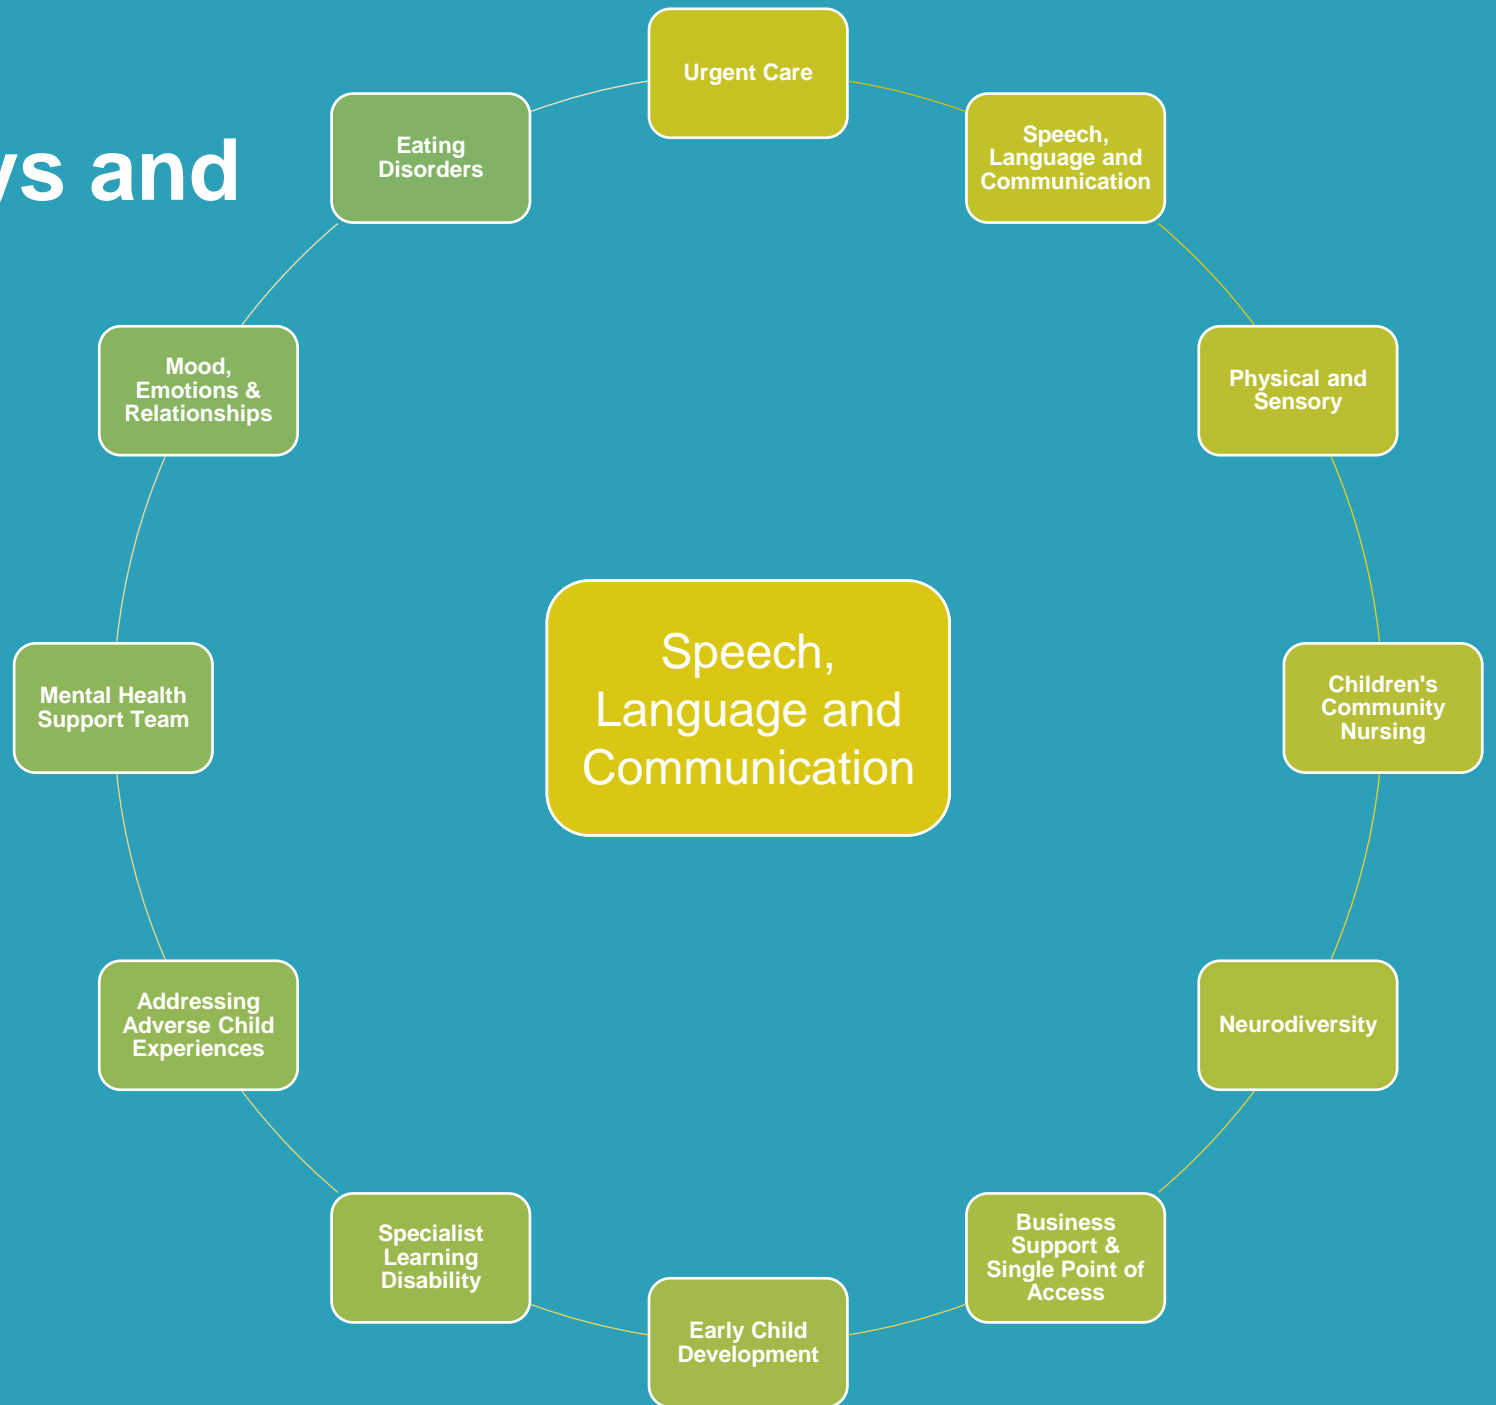 ys and
Urgent Care
Speech,
Language and
Communication
Physical and
Sensory
Children's
Community
Nursing
Neurodiversity
Business
Support &
Single Point of
Access
Early Child
Development
Specialist
Learning
Disability
Addressing
Adverse Child
Experiences
Mental Health
Support Team
Mood,
Emotions &
Relationships
Eating
Disorders
Speech,
Language and
Communication